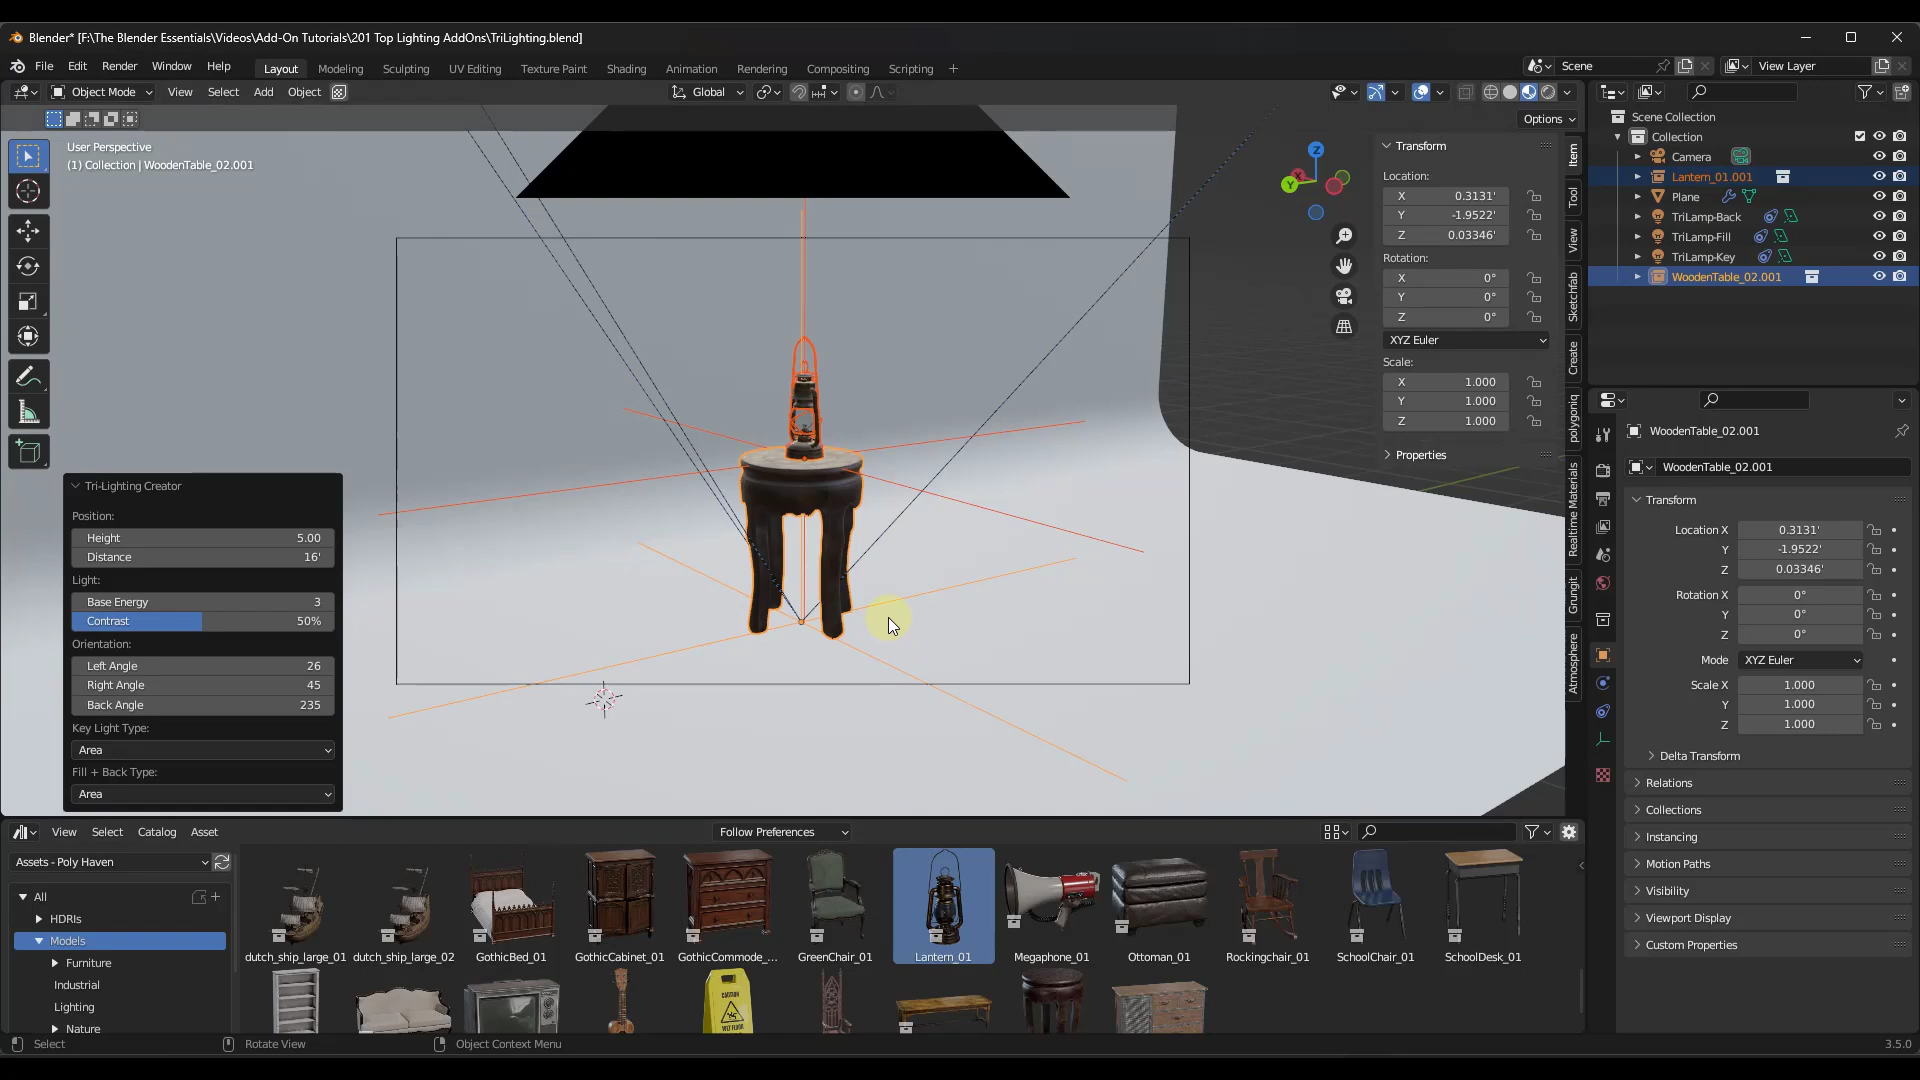 Blender* [F:\The Blender Essentials\Videos\Add-On Tutorials\201 Top Lighting AddOns\TriLighting.blend]
File Edit Render Window Help Layout Modeling Sculpting UV Editing Texture Paint Shading Animation Rendering Compositing Scripting + Scene View Layer
Object Mode View Select Add Object Global
Options
User Perspective
(1) Collection | WoodenTable_02.001
Tri-Lighting Creator
Position:
Height 5.00
Distance 16'
Light:
Base Energy 3
Contrast 50%
Orientation:
Left Angle 26
Right Angle 45
Back Angle 235
Key Light Type:
Area
Fill + Back Type:
Area
Z
Y
Transform
Location:
X 0.3131'
Y -1.9522'
Z 0.03346'
Rotation:
X 0°
Y 0°
Z 0°
XYZ Euler
Scale:
X 1.000
Y 1.000
Z 1.000
Properties
Item
Tool
View
Sketchfab
Create
polygoniq
Realtime Materials
Grungit
Atmosphere
Scene Collection
Collection
Camera
Lantern_01.001
Plane
TriLamp-Back
TriLamp-Fill
TriLamp-Key
WoodenTable_02.001
WoodenTable_02.001
WoodenTable_02.001
Transform
Location X 0.3131'
Y -1.9522'
Z 0.03346'
Rotation X 0°
Y 0°
Z 0°
Mode XYZ Euler
Scale X 1.000
Y 1.000
Z 1.000
Delta Transform
Relations
Collections
Instancing
Motion Paths
Visibility
Viewport Display
Custom Properties
View Select Catalog Asset Follow Preferences
Assets - Poly Haven
All
HDRIs
Models
Furniture
Industrial
Lighting
Nature
dutch_ship_large_01 dutch_ship_large_02 GothicBed_01 GothicCabinet_01 GothicCommode_... GreenChair_01 Lantern_01 Megaphone_01 Ottoman_01 Rockingchair_01 SchoolChair_01 SchoolDesk_01
CAUTION
WET FLOOR
Select Rotate View Object Context Menu 3.5.0